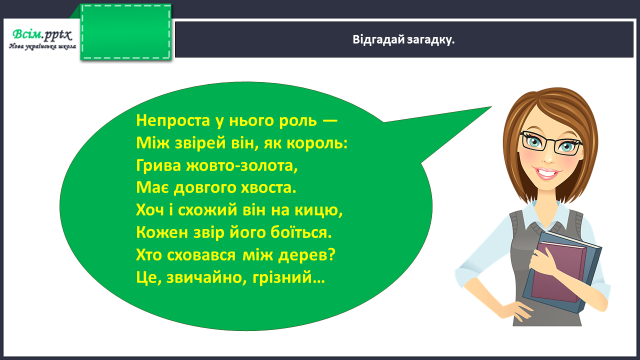 Всім.pptx
Нова українська школа
Відгадай загадку.
Непроста у нього роль —
Між звірей він, як король:
Грива жовто-золота,
Має довгого хвоста.
Хоч і схожий він на кицю,
Кожен звір його боїться.
Хто сховався між дерев?
Це, звичайно, грізний…